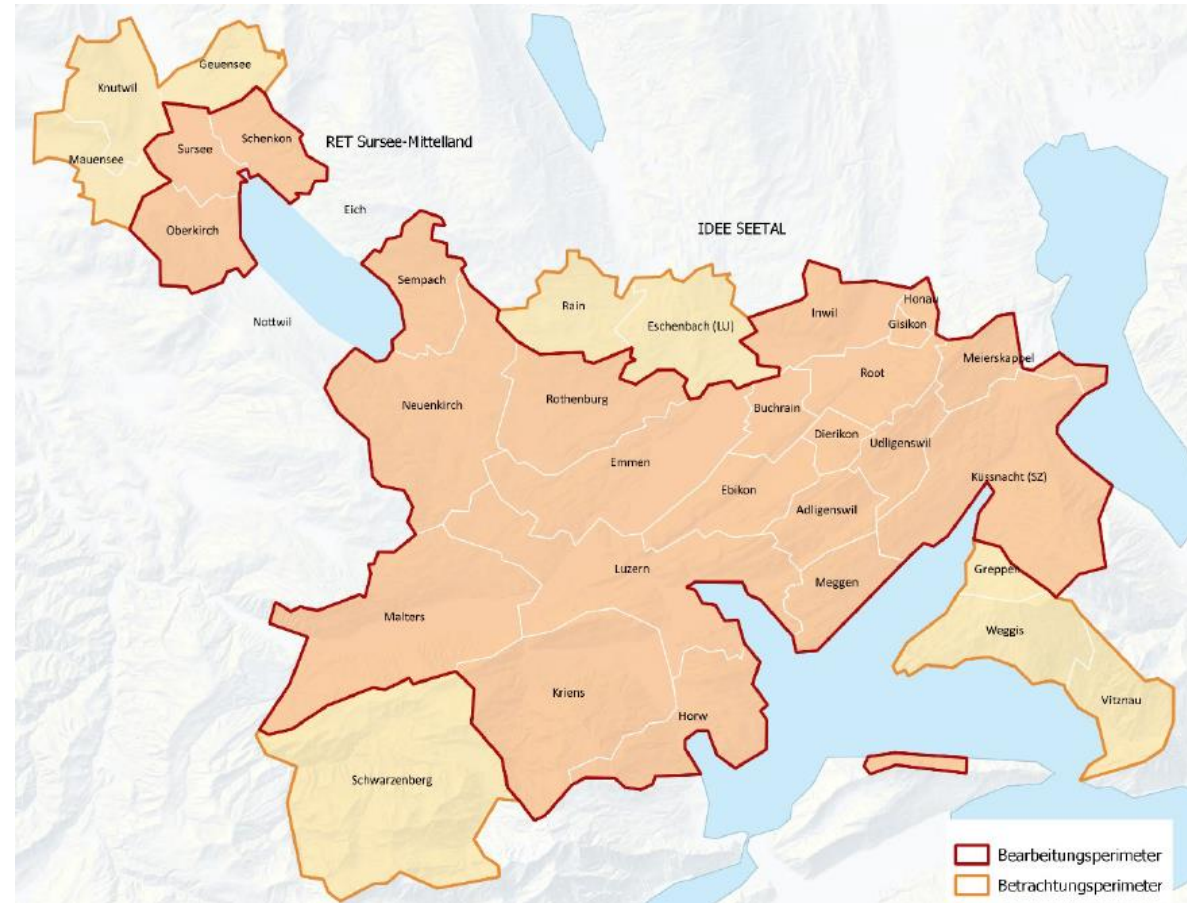 Geuensee
Knutwil
Schenkon
RET Sursee-Mittelland
Sursee
Mauensee
Eich
Oberkirch
IDEE SEETAL
Sempach
Honau
Rain
Inwil
Nottwil
Eschenbach (LU)
Gisikon
Meierskappel
Root
Rothenburg
Neuenkirch
Buchrain
Dierikon
Udligenswil
Emmen
Küssnacht (SZ)
Ebikon
Adligenswil
Luzern
Greppen
Meggen
Malters
Weggis
Kriens
Vitznau
Horw
Schwarzenberg
Bearbeitungsperimeter
Betrachtungsperimeter